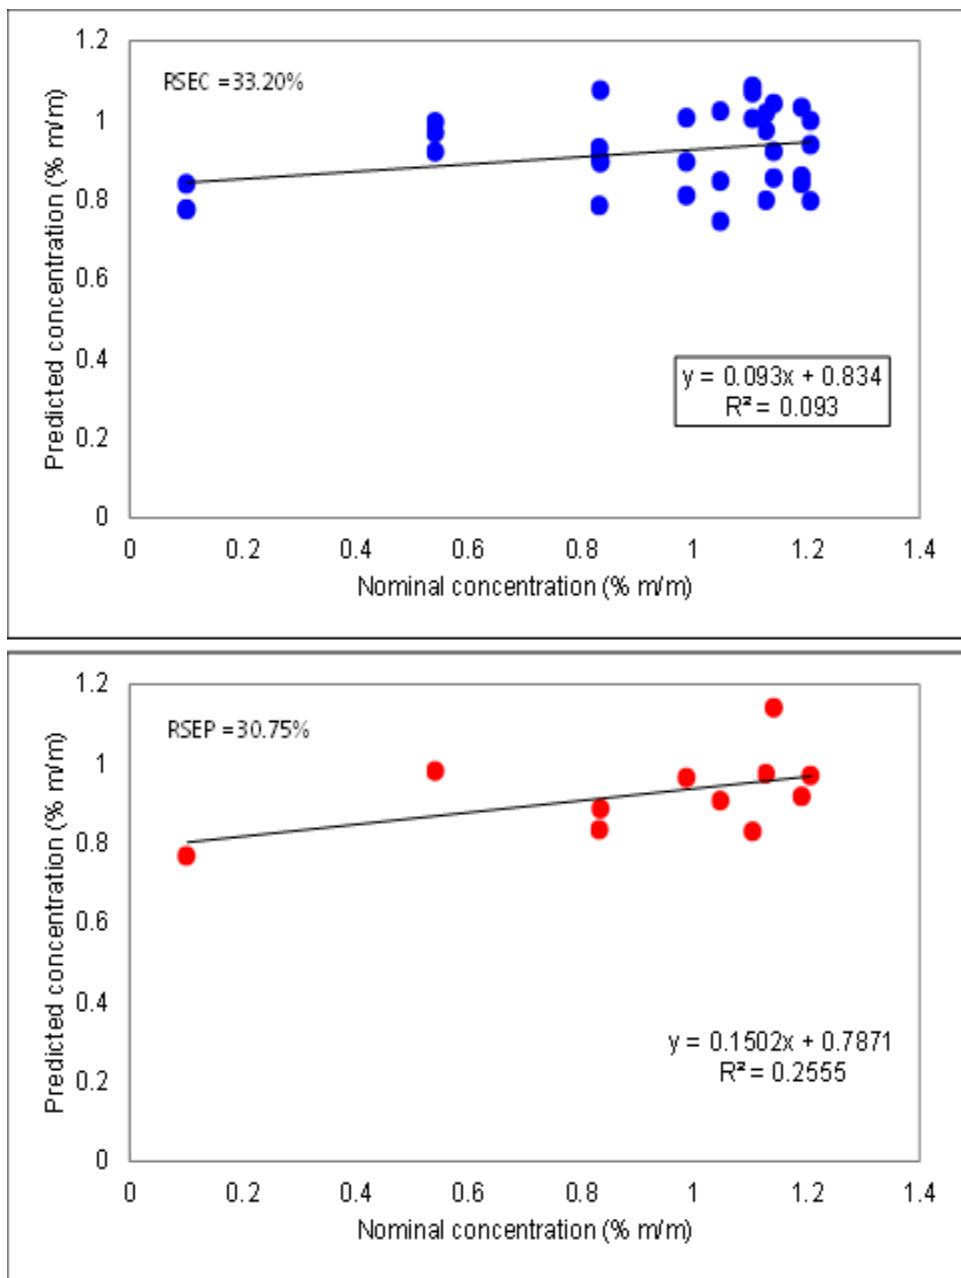 1.2
RSEC =33.20%
1
0.8
0.6
0.4
0.2
0
Predicted concentration (% m/m)
y = 0.093x + 0.834
R² = 0.093
0 0.2 0.4 0.6 0.8 1 1.2 1.4
Nominal concentration (% m/m)
1.2
RSEP =30.75%
1
0.8
0.6
0.4
0.2
0
Predicted concentration (% m/m)
y = 0.1502x + 0.7871
R² = 0.2555
0 0.2 0.4 0.6 0.8 1 1.2 1.4
Nominal concentration (% m/m)